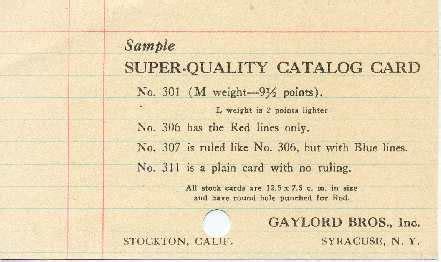 Sample
SUPER-QUALITY CATALOG CARD
No. 301 (M weight—9½ points).
L weight is 2 points lighter
No. 306 has the Red lines only.
No. 307 is ruled like No. 306, but with Blue lines.
No. 311 is a plain card with no ruling.
All stock cards are 12.5 x 7.5 c. m. in size
and have round hole punched for Rod.
GAYLORD BROS., Inc.
STOCKTON, CALIF. SYRACUSE, N. Y.